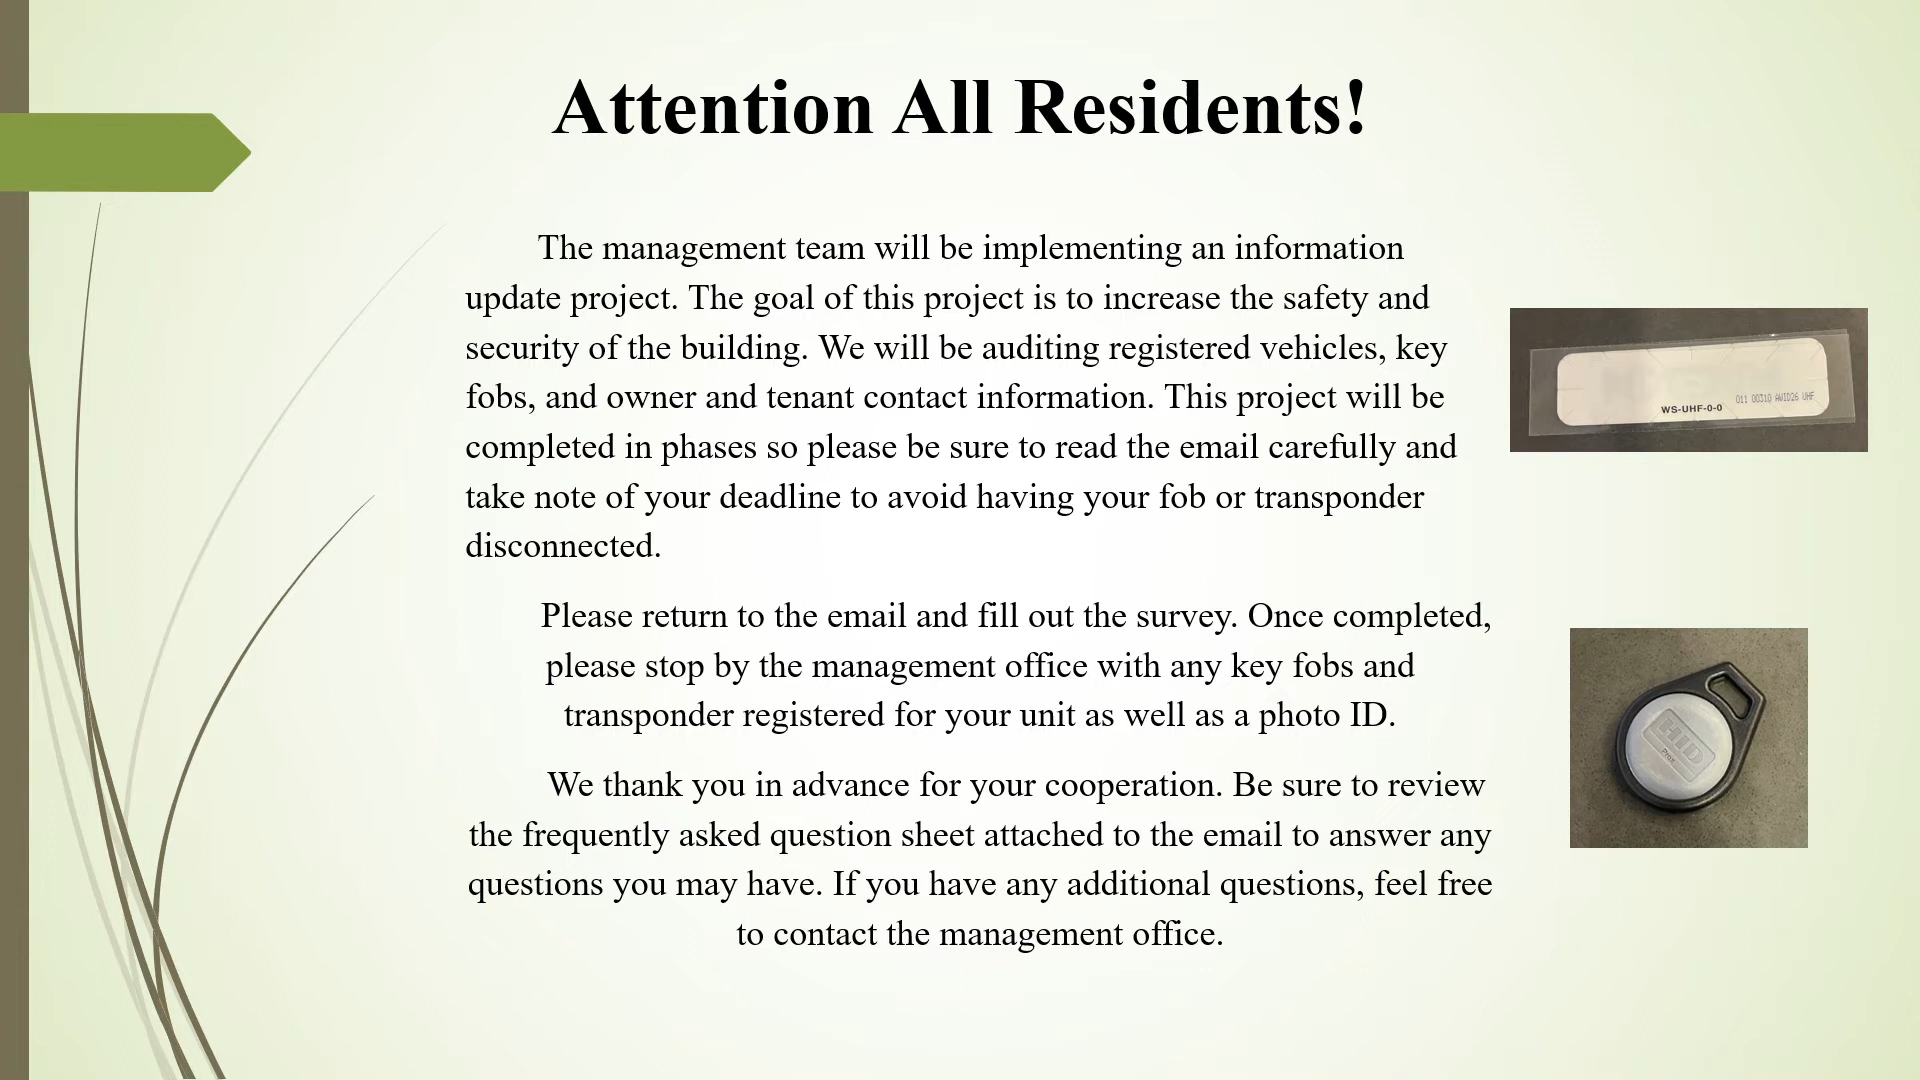 Attention All Residents!
The management team will be implementing an information
update project. The goal of this project is to increase the safety and
security of the building. We will be auditing registered vehicles, key
fobs, and owner and tenant contact information. This project will be
completed in phases so please be sure to read the email carefully and
take note of your deadline to avoid having your fob or transponder
disconnected.
Please return to the email and fill out the survey. Once completed,
please stop by the management office with any key fobs and
transponder registered for your unit as well as a photo ID.
We thank you in advance for your cooperation. Be sure to review
the frequently asked question sheet attached to the email to answer any
questions you may have. If you have any additional questions, feel free
to contact the management office.
WS-UHF-0-0
011 00310 AWID26 UHF
HID
Prox